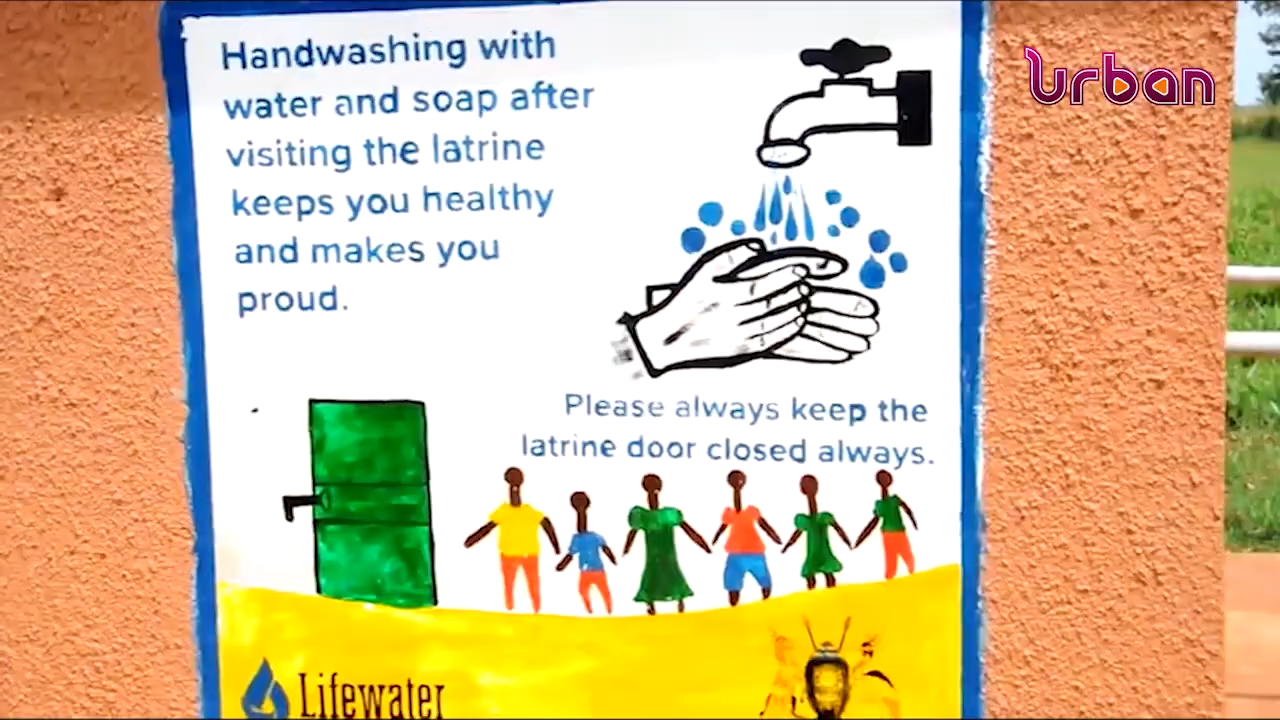 Urban
Handwashing with
water and soap after
visiting the latrine
keeps you healthy
and makes you
proud.
Please always keep the
latrine door closed always.
Lifewater